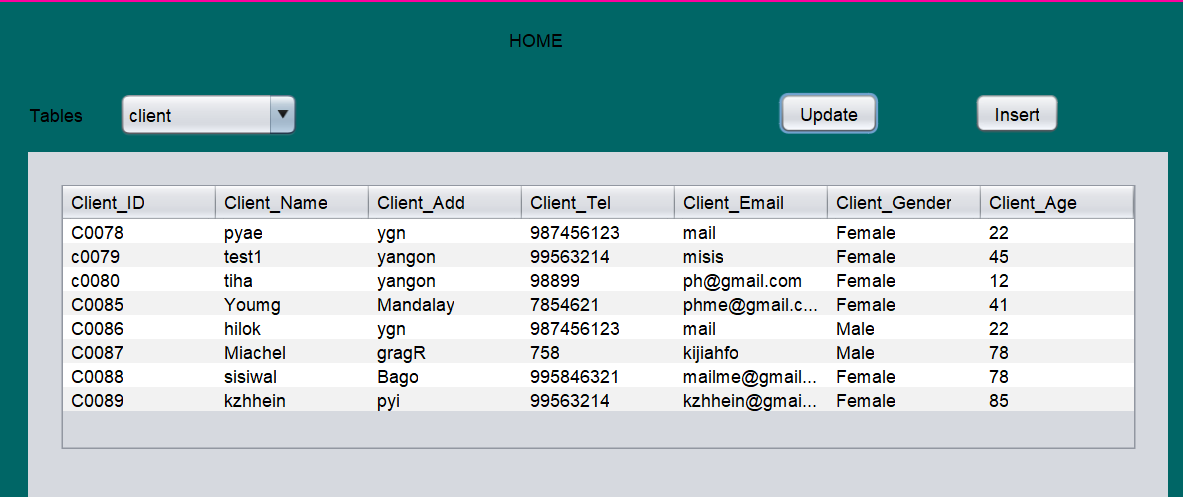 HOME
Tables client Update Insert
Client_ID Client_Name Client_Add Client_Tel Client_Email Client_Gender Client_Age
C0078 pyae ygn 987456123 mail Female 22
c0079 test1 yangon 99563214 misis Female 45
c0080 tiha yangon 98899 ph@gmail.com Female 12
C0085 Youmg Mandalay 7854621 phme@gmail.c... Female 41
C0086 hilok ygn 987456123 mail Male 22
C0087 Miachel gragR 758 kijiahfo Male 78
C0088 sisiwal Bago 995846321 mailme@gmail... Female 78
C0089 kzhhein pyi 99563214 kzhhein@gmai... Female 85